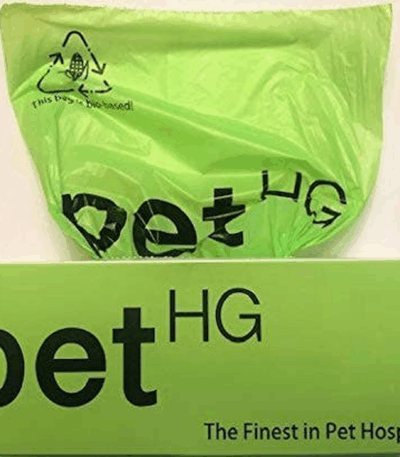 This bag is bio-based!
pet HG
pet HG
The Finest in Pet Hosp